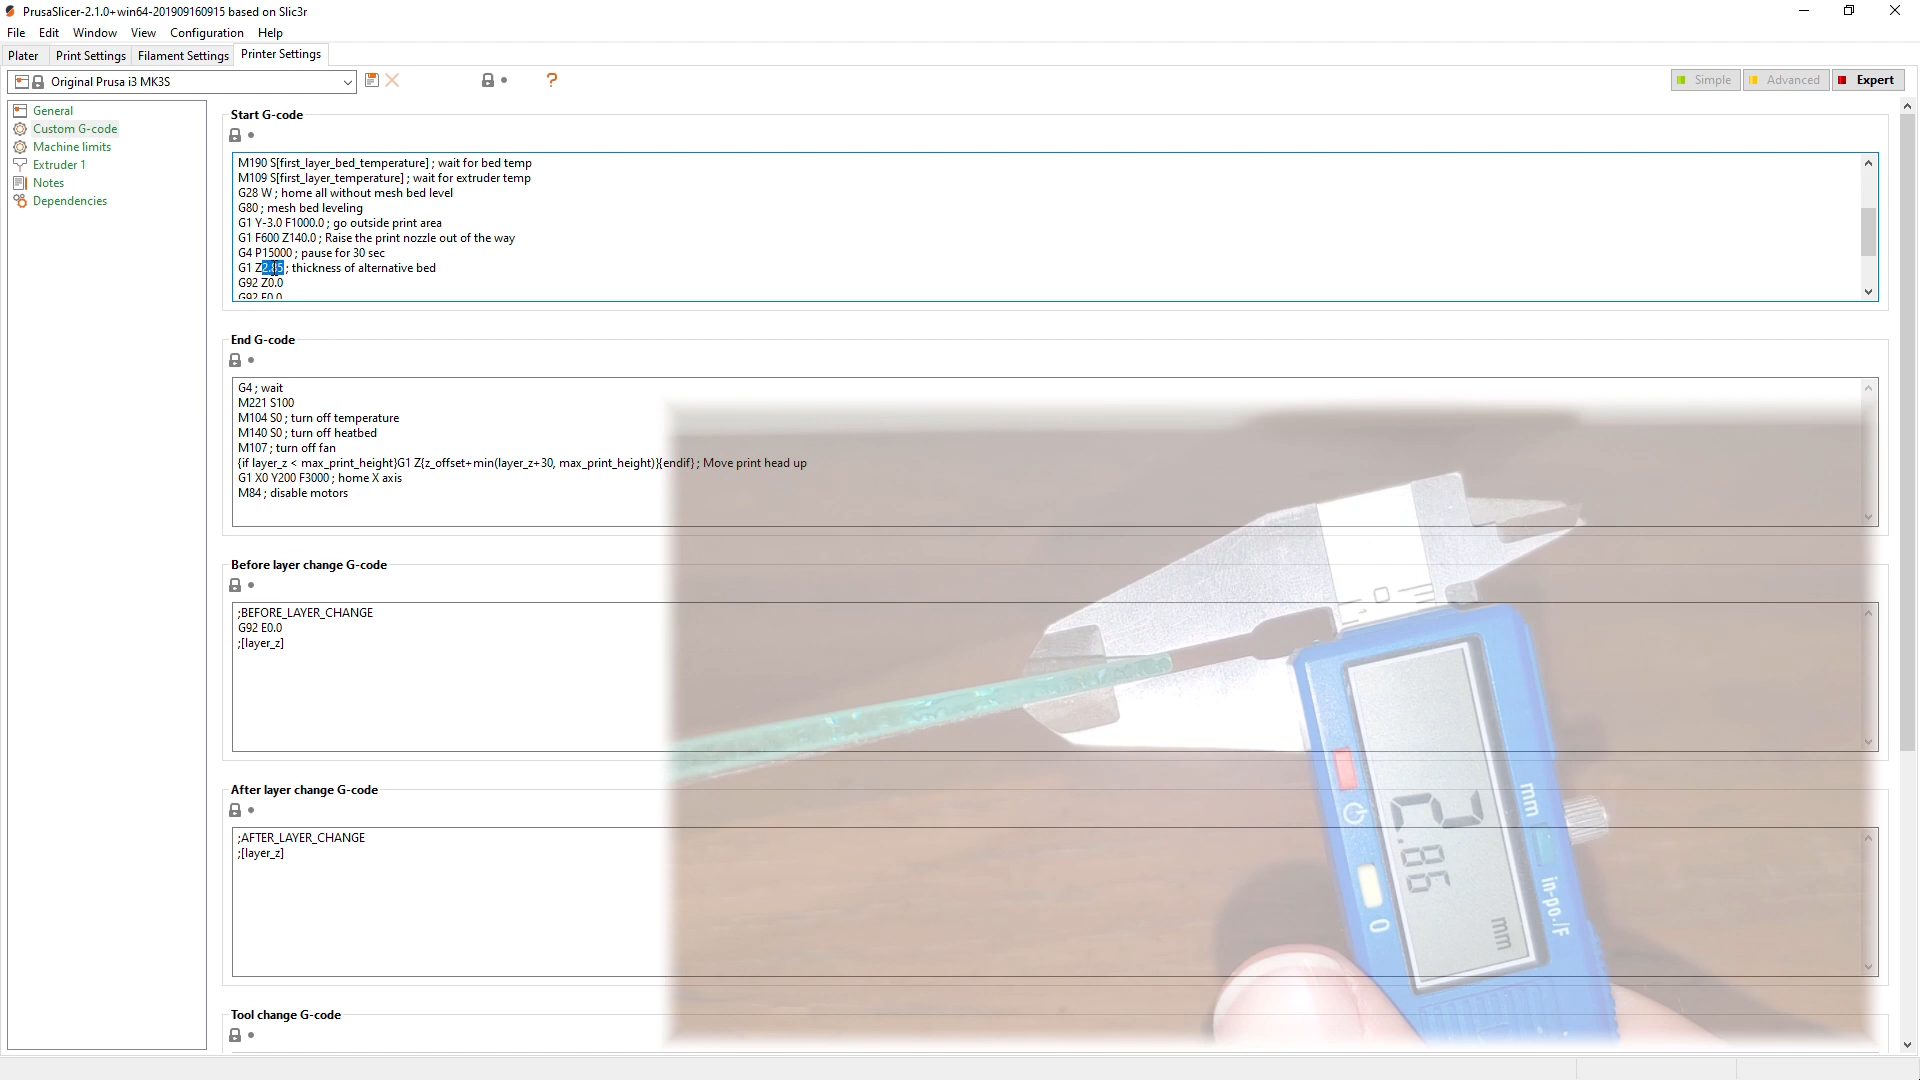 PrusaSlicer-2.1.0+win64-201909160915 based on Slic3r
File Edit Window View Configuration Help
Plater Print Settings Filament Settings Printer Settings
Original Prusa i3 MK3S
?
Simple Advanced Expert
General
Custom G-code
Machine limits
Extruder 1
Notes
Dependencies
Start G-code
M190 S[first_layer_bed_temperature] ; wait for bed temp
M109 S[first_layer_temperature] ; wait for extruder temp
G28 W ; home all without mesh bed level
G80 ; mesh bed leveling
G1 Y-3.0 F1000.0 ; go outside print area
G1 F600 Z140.0 ; Raise the print nozzle out of the way
G4 P15000 ; pause for 30 sec
G1 ; thickness of alternative bed
G92 Z0.0
G92 E0.0
End G-code
G4 ; wait
M221 S100
M104 S0 ; turn off temperature
M140 S0 ; turn off heatbed
M107 ; turn off fan
{if layer_z < max_print_height}G1 Z{z_offset+min(layer_z+30, max_print_height)}{endif} ; Move print head up
G1 X0 Y200 F3000 ; home X axis
M84 ; disable motors
Before layer change G-code
;BEFORE_LAYER_CHANGE
G92 E0.0
;[layer_z]
After layer change G-code
;AFTER_LAYER_CHANGE
;[layer_z]
Tool change G-code
2.86 mm
mm
in-po./F
0